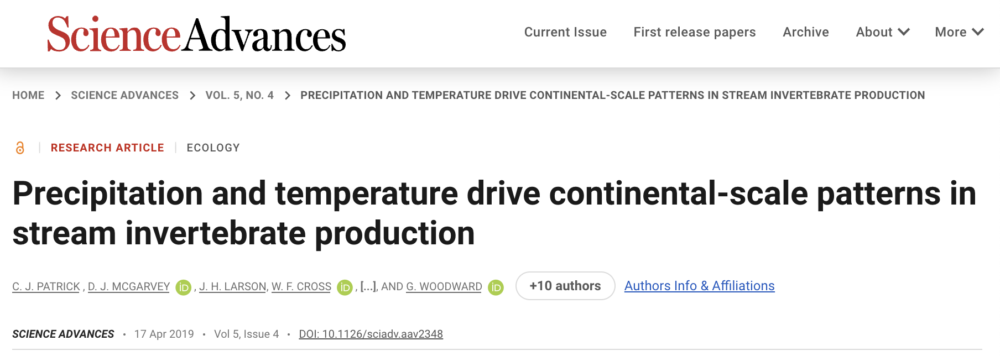 ScienceAdvances
Current Issue First release papers Archive About More
HOME > SCIENCE ADVANCES > VOL. 5, NO. 4 > PRECIPITATION AND TEMPERATURE DRIVE CONTINENTAL-SCALE PATTERNS IN STREAM INVERTEBRATE PRODUCTION
RESEARCH ARTICLE | ECOLOGY
Precipitation and temperature drive continental-scale patterns in
stream invertebrate production
C. J. PATRICK , D. J. MCGARVEY iD , J. H. LARSON, W. F. CROSS iD , [...], AND G. WOODWARD iD +10 authors Authors Info & Affiliations
SCIENCE ADVANCES • 17 Apr 2019 • Vol 5, Issue 4 • DOI: 10.1126/sciadv.aav2348